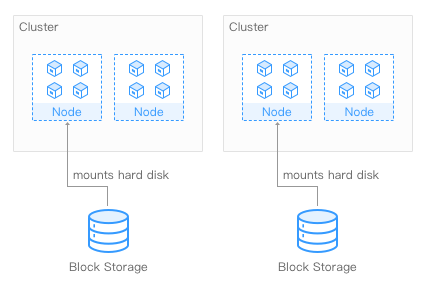 Cluster
Cluster
Node
Node
Node
Node
mounts hard disk
mounts hard disk
Block Storage
Block Storage